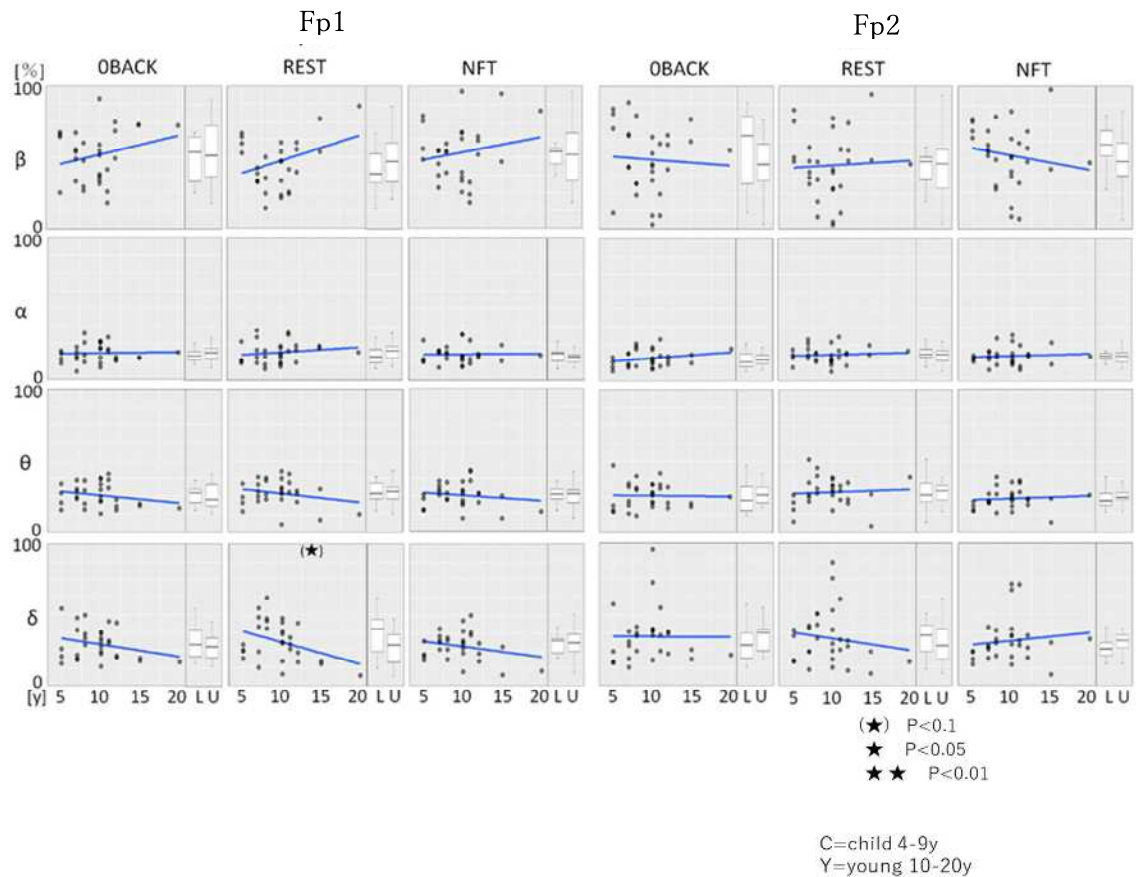 Fp1 Fp2
0BACK REST NFT 0BACK REST NFT
[%]
100
β
0
100
α
0
100
θ
0
100 (★)
δ
0
5 10 15 20 L U 5 10 15 20 L U 5 10 15 20 L U 5 10 15 20 L U 5 10 15 20 L U 5 10 15 20 L U
[y]
(★) P<0.1
★ P<0.05
★★ P<0.01
C=child 4-9y
Y=young 10-20y